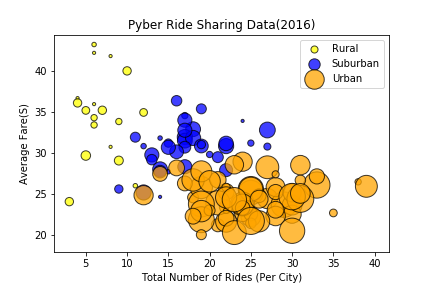 Pyber Ride Sharing Data(2016)
Rural
Suburban
Urban
Average Fare($)
40
35
30
25
20
5 10 15 20 25 30 35 40
Total Number of Rides (Per City)